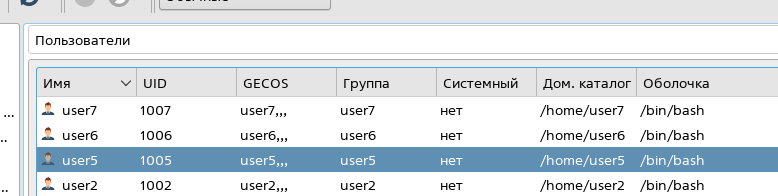 Пользователи
Имя UID GECOS Группа Системный Дом. каталог Оболочка
user7 1007 user7,,, user7 нет /home/user7 /bin/bash
... user6 1006 user6,,, user6 нет /home/user6 /bin/bash
user5 1005 user5,,, user5 нет /home/user5 /bin/bash
user2 1002 user2,,, user2 нет /home/user2 /bin/bash